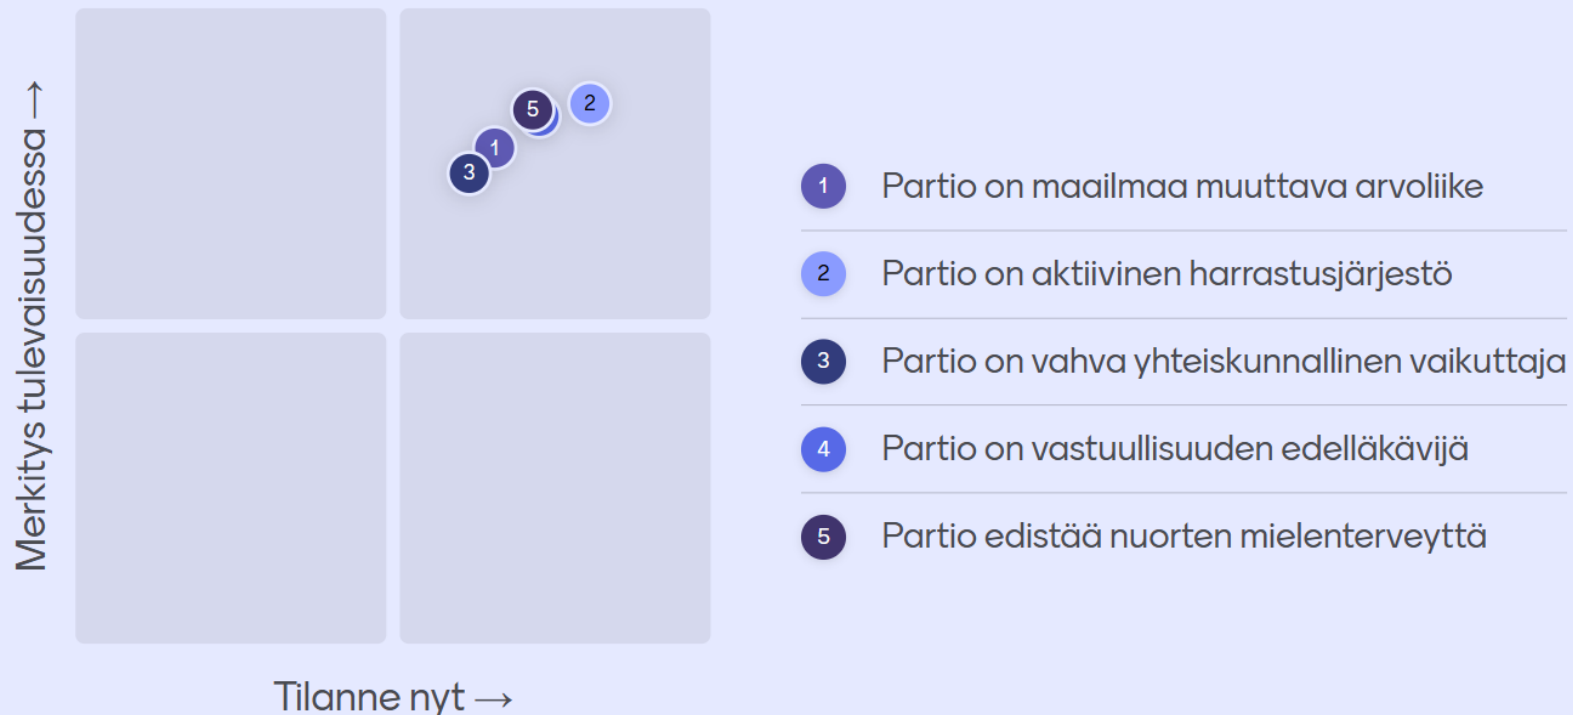 Merkitys tulevaisuudessa →
5
2
1
3
Tilanne nyt →
1 Partio on maailmaa muuttava arvoliike
2 Partio on aktiivinen harrastusjärjestö
3 Partio on vahva yhteiskunnallinen vaikuttaja
4 Partio on vastuullisuuden edelläkävijä
5 Partio edistää nuorten mielenterveyttä